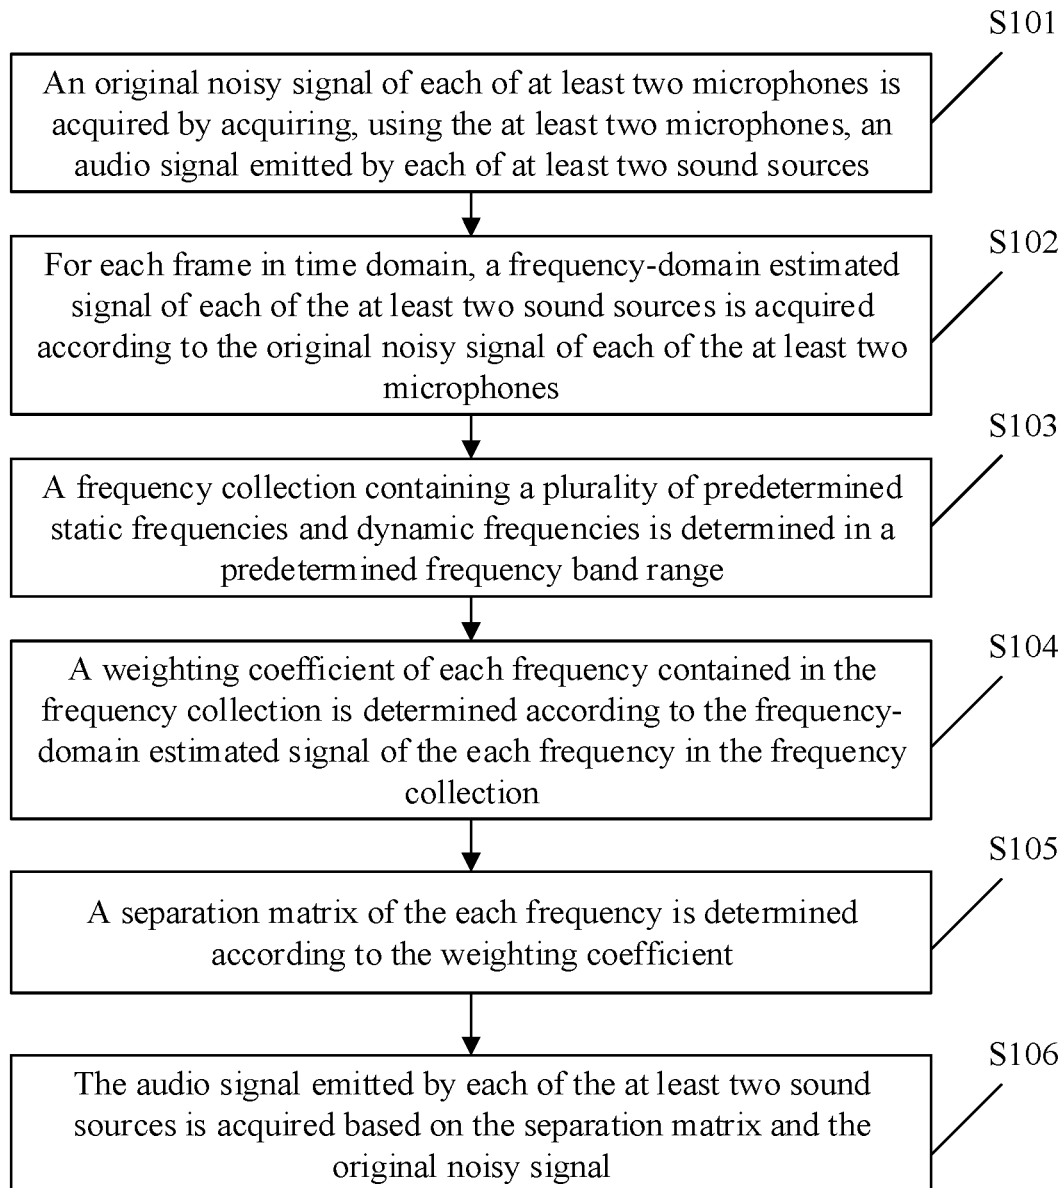 S101
An original noisy signal of each of at least two microphones is
acquired by acquiring, using the at least two microphones, an
audio signal emitted by each of at least two sound sources
S102
For each frame in time domain, a frequency-domain estimated
signal of each of the at least two sound sources is acquired
according to the original noisy signal of each of the at least two
microphones
S103
A frequency collection containing a plurality of predetermined
static frequencies and dynamic frequencies is determined in a
predetermined frequency band range
S104
A weighting coefficient of each frequency contained in the
frequency collection is determined according to the frequency-
domain estimated signal of the each frequency in the frequency
collection
S105
A separation matrix of the each frequency is determined
according to the weighting coefficient
S106
The audio signal emitted by each of the at least two sound
sources is acquired based on the separation matrix and the
original noisy signal